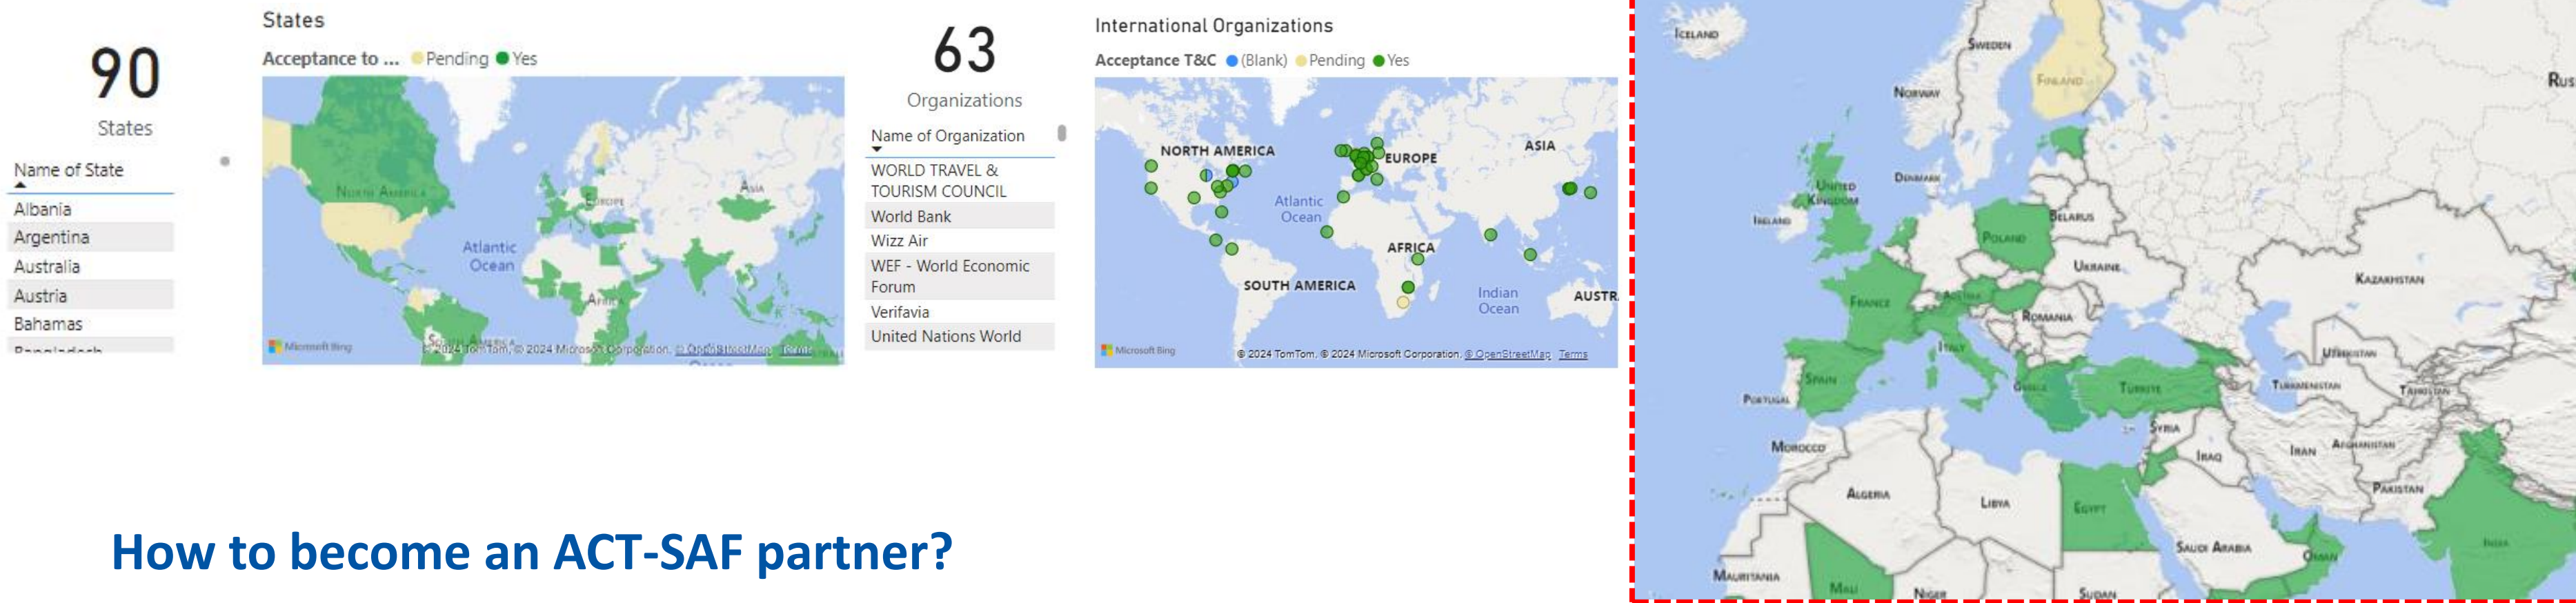 90
States
Name of State
Albania
Argentina
Australia
Austria
Bahamas
Bangladesh
States
Acceptance to ... Pending Yes
NORTH AMERICA
EUROPE
ASIA
Atlantic
Ocean
AFRICA
SOUTH AMERICA
Microsoft Bing
© 2024 TomTom, © 2024 Microsoft Corporation, © OpenStreetMap Terms
63
Organizations
Name of Organization
WORLD TRAVEL &
TOURISM COUNCIL
World Bank
Wizz Air
WEF - World Economic
Forum
Verifavia
United Nations World
International Organizations
Acceptance T&C (Blank) Pending Yes
NORTH AMERICA
EUROPE
ASIA
Atlantic
Ocean
AFRICA
SOUTH AMERICA
Indian
Ocean
AUSTR
Microsoft Bing
© 2024 TomTom, © 2024 Microsoft Corporation, © OpenStreetMap Terms
ICELAND
SWEDEN
FINLAND
NORWAY
RUS
DENMARK
UNITED
KINGDOM
IRELAND
BELARUS
POLAND
UKRAINE
KAZAKHSTAN
FRANCE
AUSTRIA
ROMANIA
ITALY
UZBEKISTAN
SPAIN
PORTUGAL
GREECE
TÜRKIYE
TURKMENISTAN
TAJIKISTAN
SYRIA
MOROCCO
IRAQ
IRAN
AFGHANISTAN
ALGERIA
LIBYA
EGYPT
PAKISTAN
SAUDI ARABIA
OMAN
INDIA
MAURITANIA
MALI
NIGER
SUDAN
How to become an ACT-SAF partner?